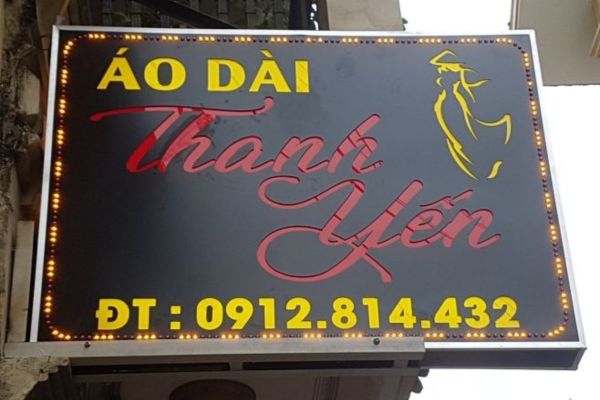 ÁO DÀI
Thanh
Yến
ĐT : 0912.814.432